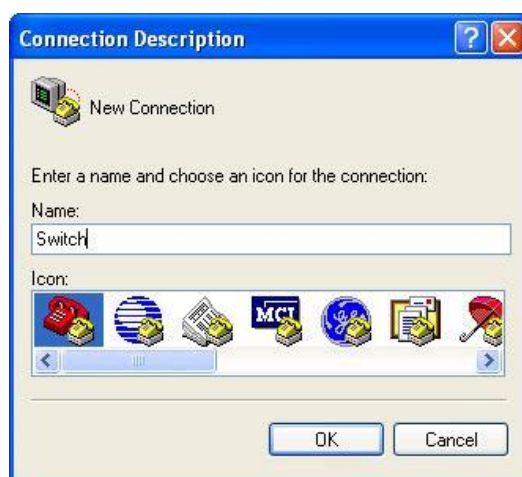 Connection Description
New Connection
Enter a name and choose an icon for the connection:
Name:
Switch
Icon:
MCI
OK
Cancel